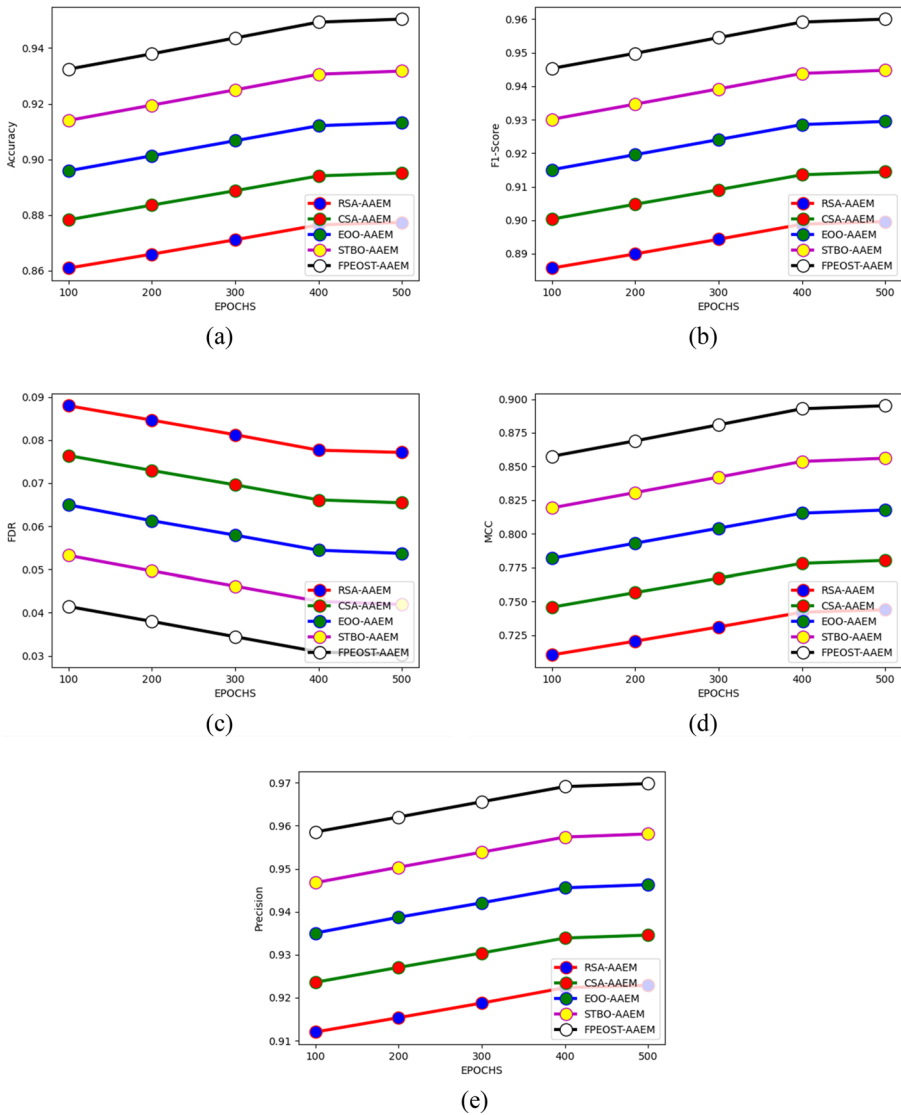 0.94
0.92
0.90
0.88
0.86
Accuracy
RSA-AAEM
CSA-AAEM
EOO-AAEM
STBO-AAEM
FPEOST-AAEM
100 200 300 400 500
EPOCHS
(a)
0.96
0.95
0.94
0.93
0.92
0.91
0.90
0.89
F1-Score
RSA-AAEM
CSA-AAEM
EOO-AAEM
STBO-AAEM
FPEOST-AAEM
100 200 300 400 500
EPOCHS
(b)
0.09
0.08
0.07
0.06
0.05
0.04
0.03
FDR
RSA-AAEM
CSA-AAEM
EOO-AAEM
STBO-AAEM
FPEOST-AAEM
100 200 300 400 500
EPOCHS
(c)
0.900
0.875
0.850
0.825
0.800
0.775
0.750
0.725
MCC
RSA-AAEM
CSA-AAEM
EOO-AAEM
STBO-AAEM
FPEOST-AAEM
100 200 300 400 500
EPOCHS
(d)
0.97
0.96
0.95
0.94
0.93
0.92
0.91
Precision
RSA-AAEM
CSA-AAEM
EOO-AAEM
STBO-AAEM
FPEOST-AAEM
100 200 300 400 500
EPOCHS
(e)